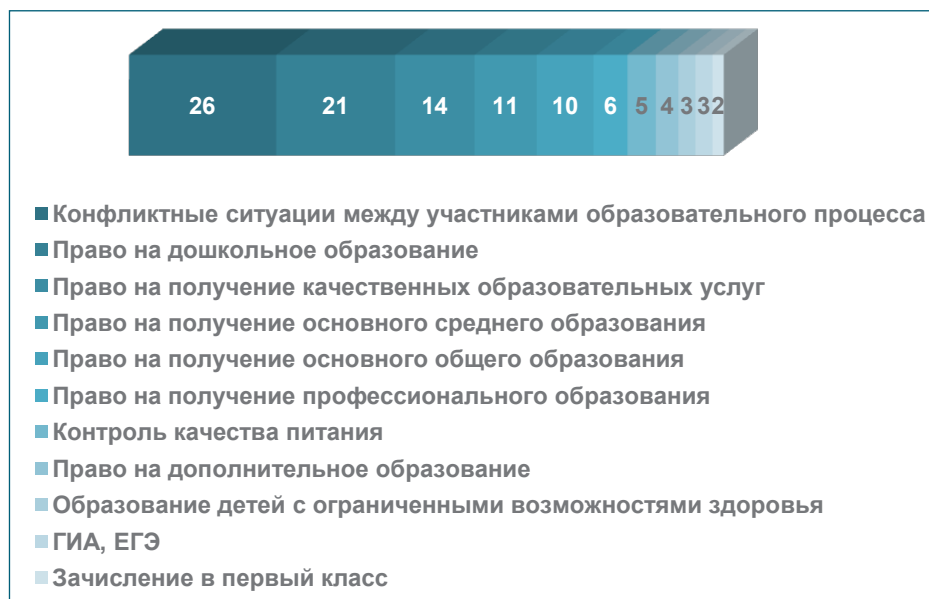 26 21 14 11 10 6 5 4 3 3 2
Конфликтные ситуации между участниками образовательного процесса
Право на дошкольное образование
Право на получение качественных образовательных услуг
Право на получение основного среднего образования
Право на получение основного общего образования
Право на получение профессионального образования
Контроль качества питания
Право на дополнительное образование
Образование детей с ограниченными возможностями здоровья
ГИА, ЕГЭ
Зачисление в первый класс